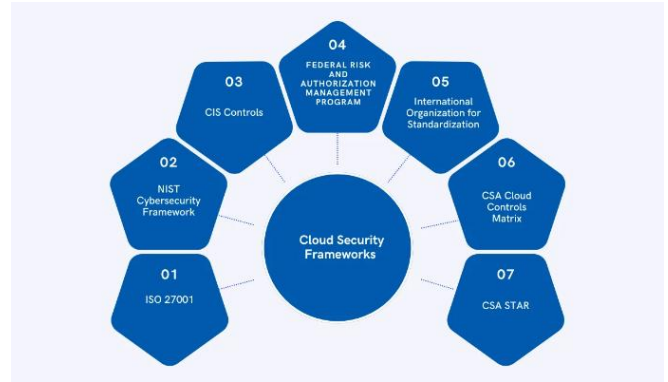 04
FEDERAL RISK
AND
AUTHORIZATION
MANAGEMENT
PROGRAM
03
CIS Controls
05
International
Organization for
Standardization
02
NIST
Cybersecurity
Framework
06
CSA Cloud
Controls
Matrix
Cloud Security
Frameworks
01
ISO 27001
07
CSA STAR